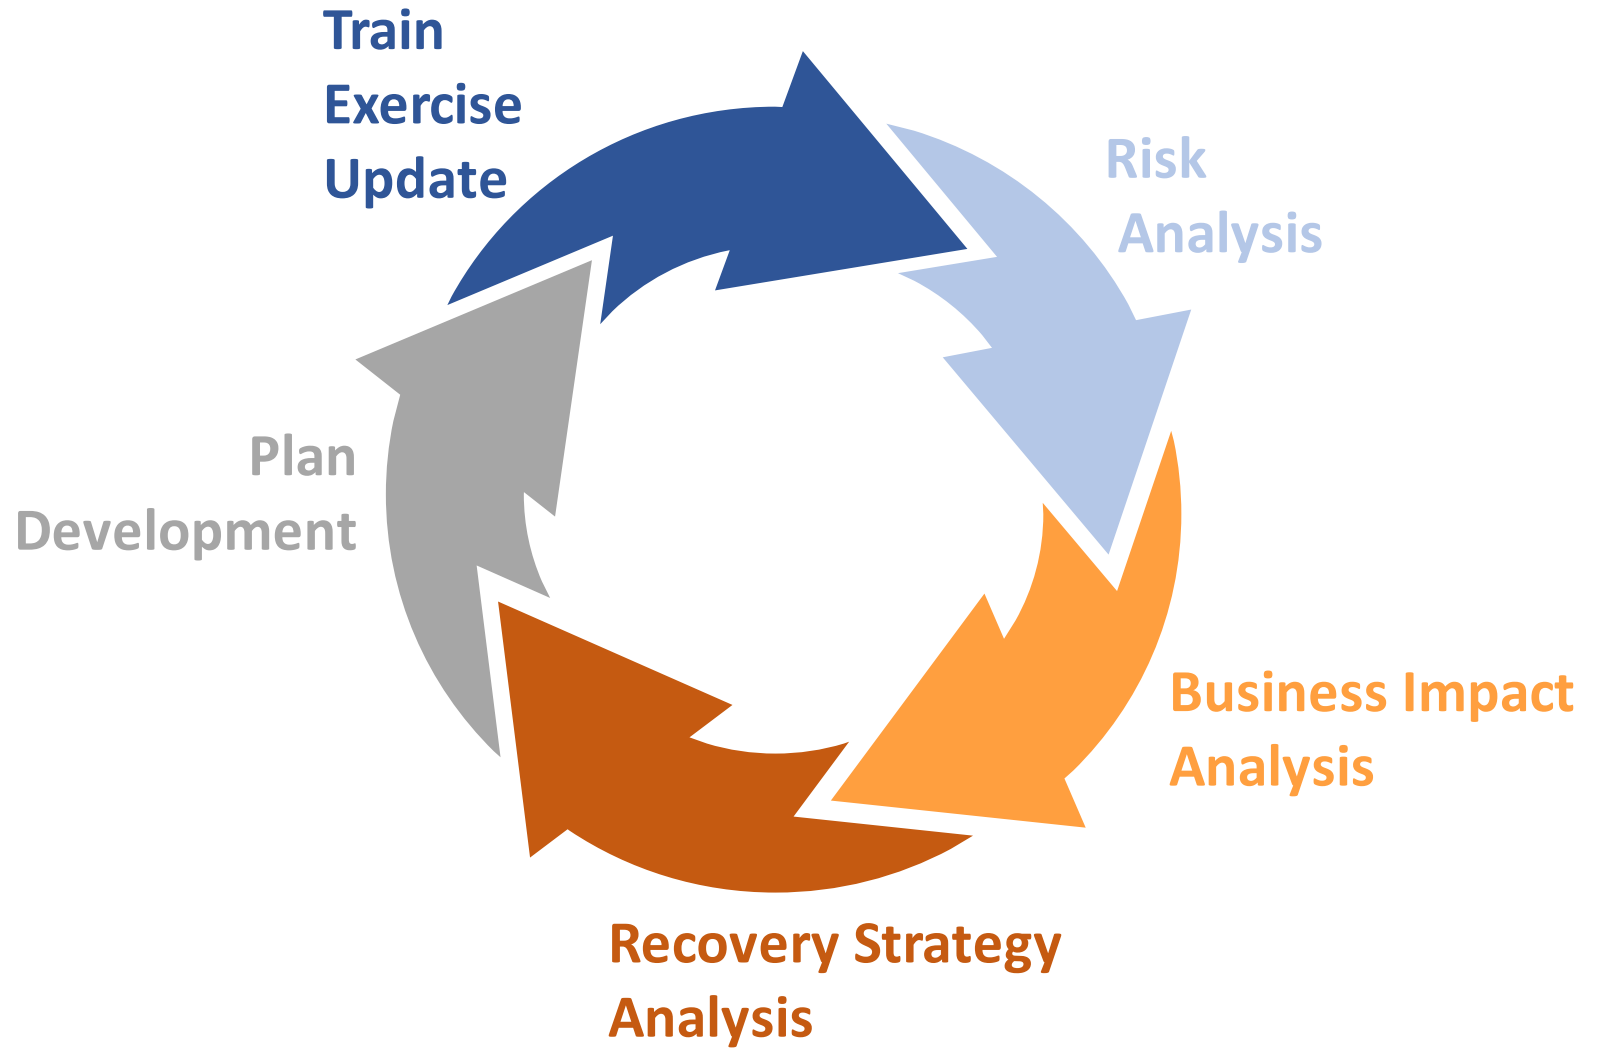 Train
Exercise
Update
Risk
Analysis
Business Impact
Analysis
Recovery Strategy
Analysis
Plan
Development